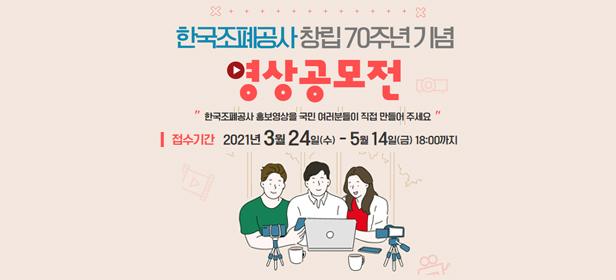 한국조폐공사 창립 70주년 기념
영상공모전
" 한국조폐공사 홍보영상을 국민 여러분들이 직접 만들어 주세요 "
접수기간 2021년 3월 24일(수) - 5월 14일(금) 18:00까지